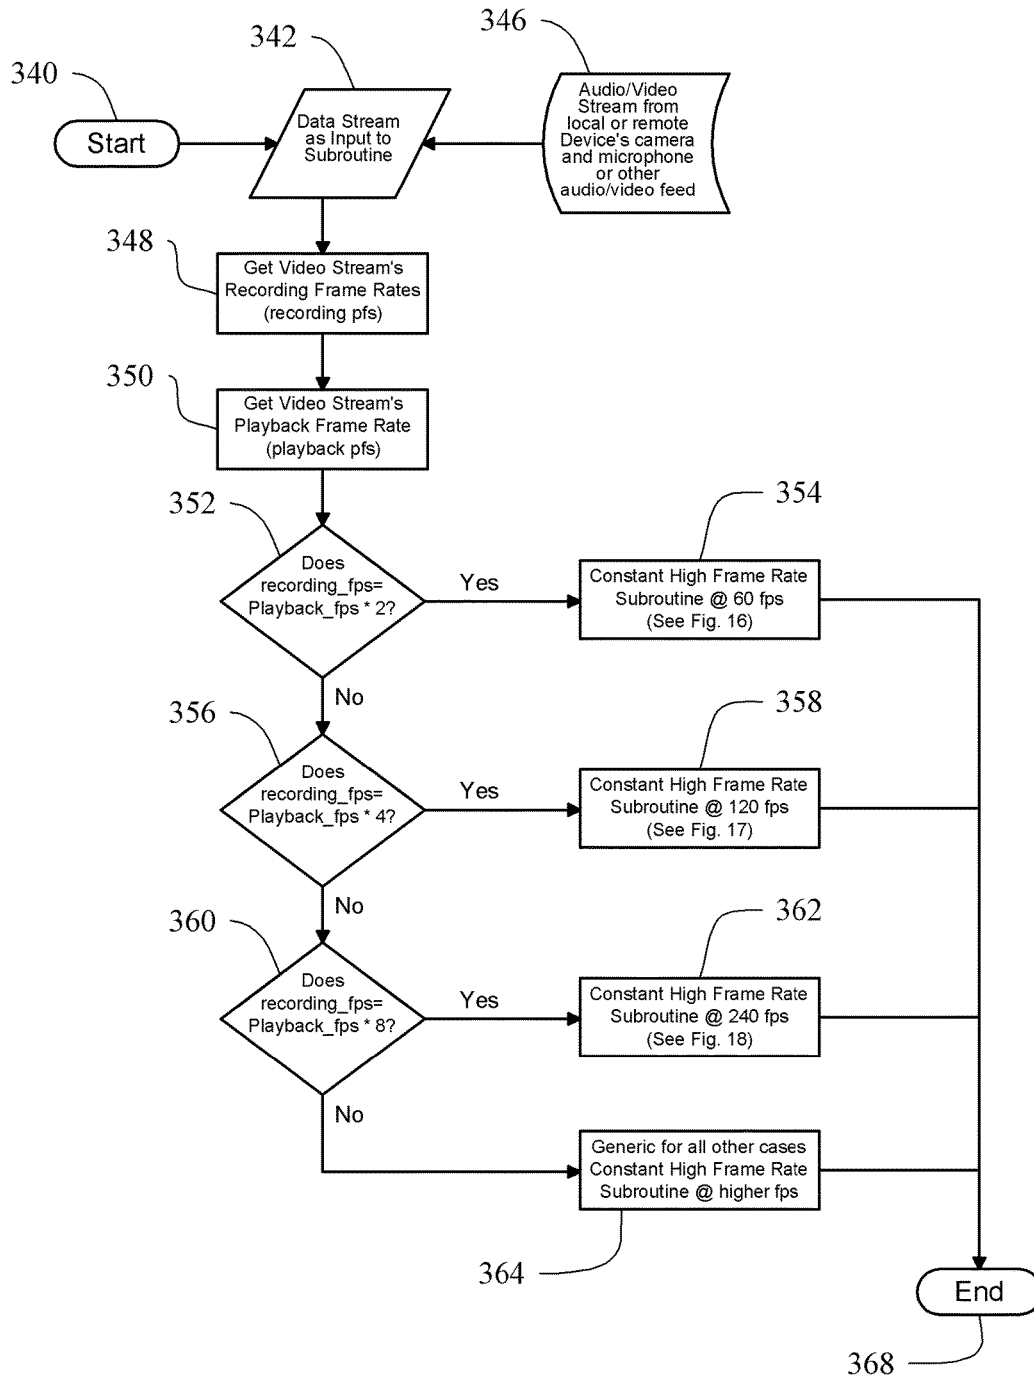 342
346
340
Start
Data Stream
as Input to
Subroutine
Audio/Video
Stream from
local or remote
Device's camera
and microphone
or other
audio/video feed
348
Get Video Stream's
Recording Frame Rates
(recording pfs)
350
Get Video Stream's
Playback Frame Rate
(playback pfs)
352
Does
recording_fps=
Playback_fps * 2?
Yes
No
354
Constant High Frame Rate
Subroutine @ 60 fps
(See Fig. 16)
356
Does
recording_fps=
Playback_fps * 4?
Yes
No
358
Constant High Frame Rate
Subroutine @ 120 fps
(See Fig. 17)
360
Does
recording_fps=
Playback_fps * 8?
Yes
No
362
Constant High Frame Rate
Subroutine @ 240 fps
(See Fig. 18)
Generic for all other cases
Constant High Frame Rate
Subroutine @ higher fps
364
End
368